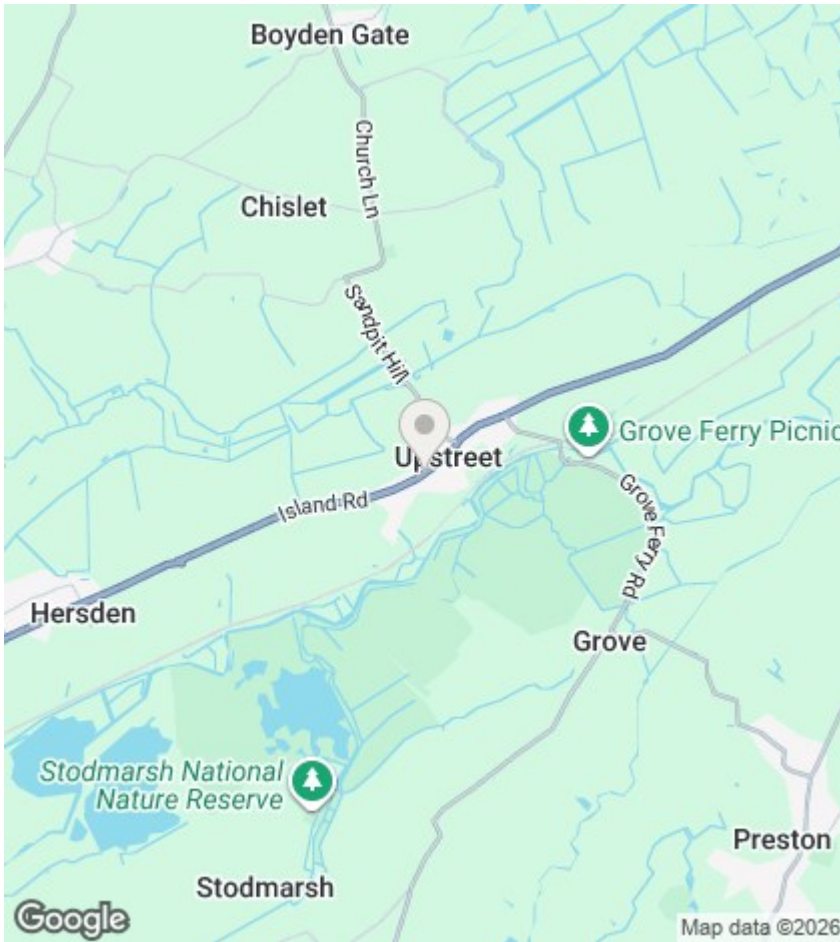 Boyden Gate
Church Ln
Chislet
Sandpit Hill
Grove Ferry Picnic
Upstreet
Island Rd
Grove Ferry Rd
Hersden
Grove
Stodmarsh National
Nature Reserve
Preston
Stodmarsh
Google
Map data ©2026